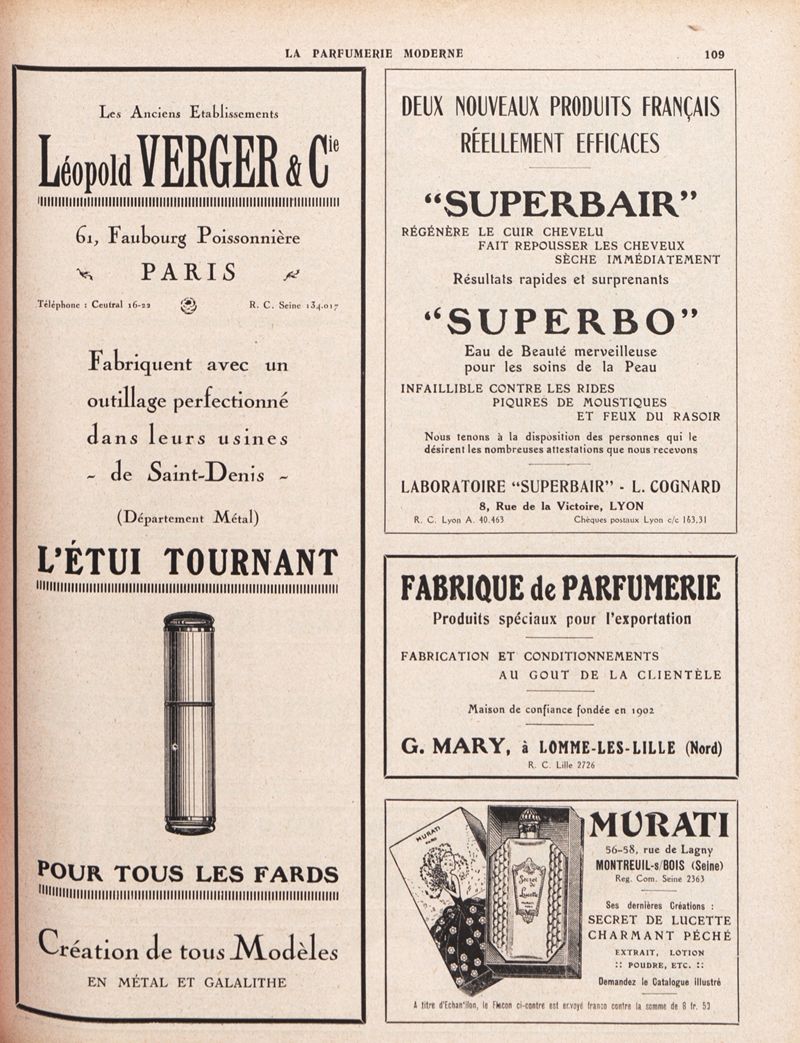 LA PARFUMERIE MODERNE
109
Les Anciens Etablissements
Léopold VERGER & Cie
61, Faubourg Poissonnière
PARIS
Téléphone : Central 16-22
R. C. Seine 134.017
Fabriquent avec un
outillage perfectionné
dans leurs usines
~ de Saint-Denis ~
(Département Métal)
L'ÉTUI TOURNANT
POUR TOUS LES FARDS
Création de tous Modèles
EN MÉTAL ET GALALITHE
DEUX NOUVEAUX PRODUITS FRANÇAIS
RÉELLEMENT EFFICACES
"SUPERBAIR"
RÉGÉNÈRE LE CUIR CHEVELU
FAIT REPOUSSER LES CHEVEUX
SÈCHE IMMÉDIATEMENT
Résultats rapides et surprenants
"SUPERBO"
Eau de Beauté merveilleuse
pour les soins de la Peau
INFAILLIBLE CONTRE LES RIDES
PIQURES DE MOUSTIQUES
ET FEUX DU RASOIR
Nous tenons à la disposition des personnes qui le
désirent les nombreuses attestations que nous recevons
LABORATOIRE "SUPERBAIR" - L. COGNARD
8, Rue de la Victoire, LYON
R. C. Lyon A. 40.463
Chèques postaux Lyon c/c 163.31
FABRIQUE de PARFUMERIE
Produits spéciaux pour l'exportation
FABRICATION ET CONDITIONNEMENTS
AU GOUT DE LA CLIENTÈLE
Maison de confiance fondée en 1902
G. MARY, à LOMME-LES-LILLE (Nord)
R. C. Lille 2726
MURATI
PARIS
Secret
de
Lucette
MURATI
56-58, rue de Lagny
MONTREUIL-s/BOIS (Seine)
Reg. Com. Seine 2363
Ses dernières Créations :
SECRET DE LUCETTE
CHARMANT PÉCHÉ
EXTRAIT, LOTION
:: POUDRE, ETC. ::
Demandez le Catalogue illustré
A titre d'Echantillon, le Flacon ci-contre est envoyé franco contre la somme de 8 fr. 50